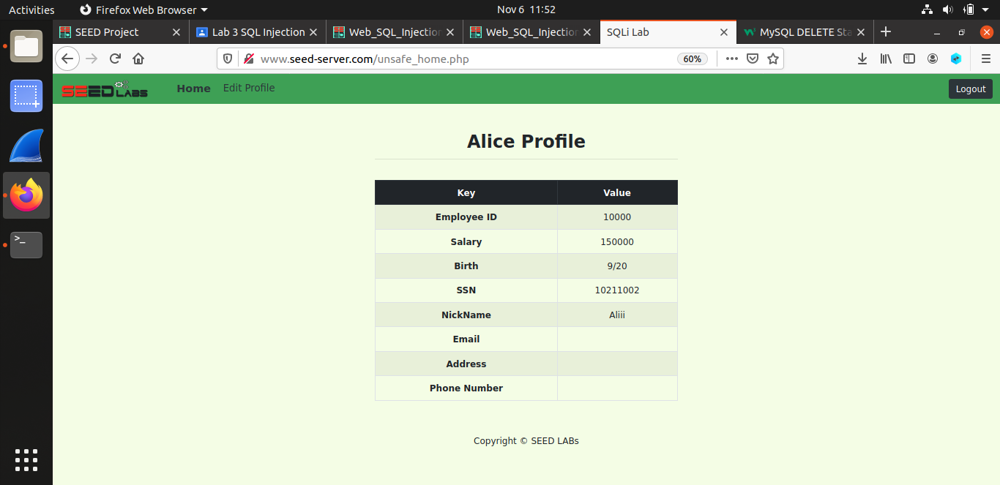 Activities Firefox Web Browser Nov 6 11:52
SEED Project Lab 3 SQL Injection Web_SQL_Injection Web_SQL_Injection SQLi Lab MySQL DELETE Sta
www.seed-server.com/unsafe_home.php 60%
SEED LABS Home Edit Profile Logout
Alice Profile
Key Value
Employee ID 10000
Salary 150000
Birth 9/20
SSN 10211002
NickName Aliii
Email
Address
Phone Number
Copyright © SEED LABs